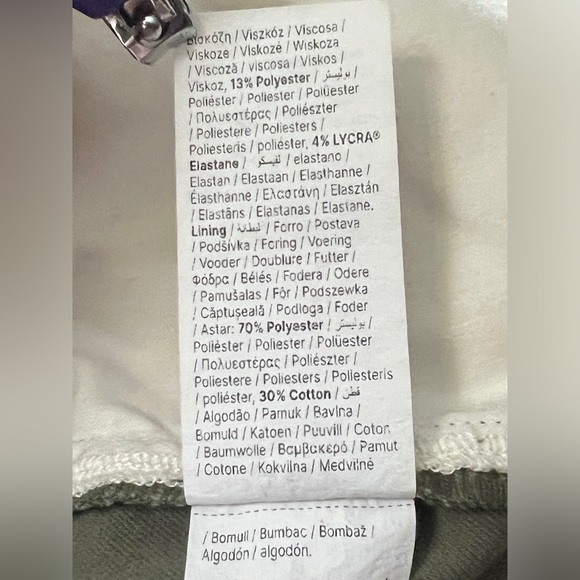 Βισκόζη / Viszkóz / Viscosa /
Viskoze / Viskozė / Wiskoza
/ Viscoză / viscosa / Viskos /
Viskoz, 13% Polyester / بوليستر /
Poliéster / Poliester / Polüester
/ Πολυεστέρας / Poliészter
/ Poliestere / Poliesters /
Poliesteris / poliéster, 4% LYCRA®
Elastane / / elastano /
Elastan / Elastaan / Elasthanne /
Élasthanne / Ελαστάνη / Elasztán
/ Elastāns / Elastanas / Elastane.
Lining / بطانة / Forro / Postava
/ Podšívka / Foring / Voering
/ Vooder / Doublure / Futter /
Φόδρα / Bélés / Fodera / Odere
/ Pamušalas / Fôr / Podszewka
/ Căptușeală / Podloga / Foder
/ Astar: 70% Polyester / بوليستر /
Poliéster / Poliester / Polüester
/ Πολυεστέρας / Poliészter /
Poliestere / Poliesters / Poliesteris
/ poliéster, 30% Cotton / قطن
/ Algodão / Pamuk / Bavlna /
Bomuld / Katoen / Puuvill / Coton
/ Baumwolle / Βαμβακερό / Pamut
/ Cotone / Kokvilna / Medvilnė
/ Bomull / Bumbac / Bombaž /
Algodón / algodón.